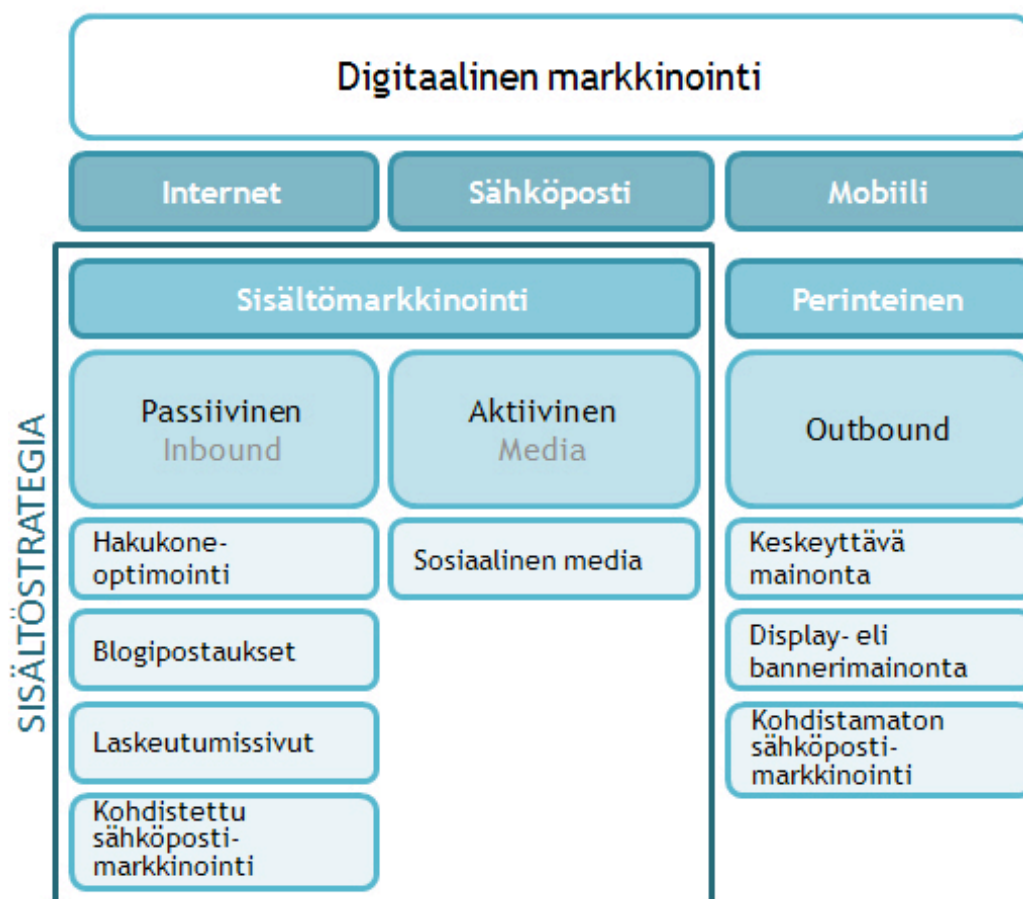 Digitaalinen markkinointi
Internet
Sähköposti
Mobiili
Sisältömarkkinointi
Perinteinen
SISÄLTÖSTRATEGIA
Passiivinen
Inbound
Aktiivinen
Media
Outbound
Hakukone-
optimointi
Sosiaalinen media
Keskeyttävä
mainonta
Blogipostaukset
Display- eli
bannerimainonta
Laskeutumissivut
Kohdistamaton
sähköposti-
markkinointi
Kohdistettu
sähköposti-
markkinointi